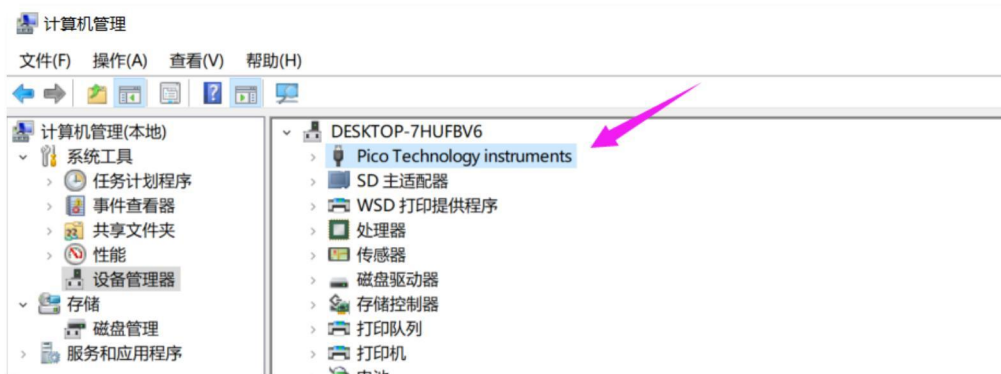 计算机管理
文件(F) 操作(A) 查看(V) 帮助(H)
计算机管理(本地)
系统工具
任务计划程序
事件查看器
共享文件夹
性能
设备管理器
存储
磁盘管理
服务和应用程序
DESKTOP-7HUFBV6
Pico Technology instruments
SD 主适配器
WSD 打印提供程序
处理器
传感器
磁盘驱动器
存储控制器
打印队列
打印机